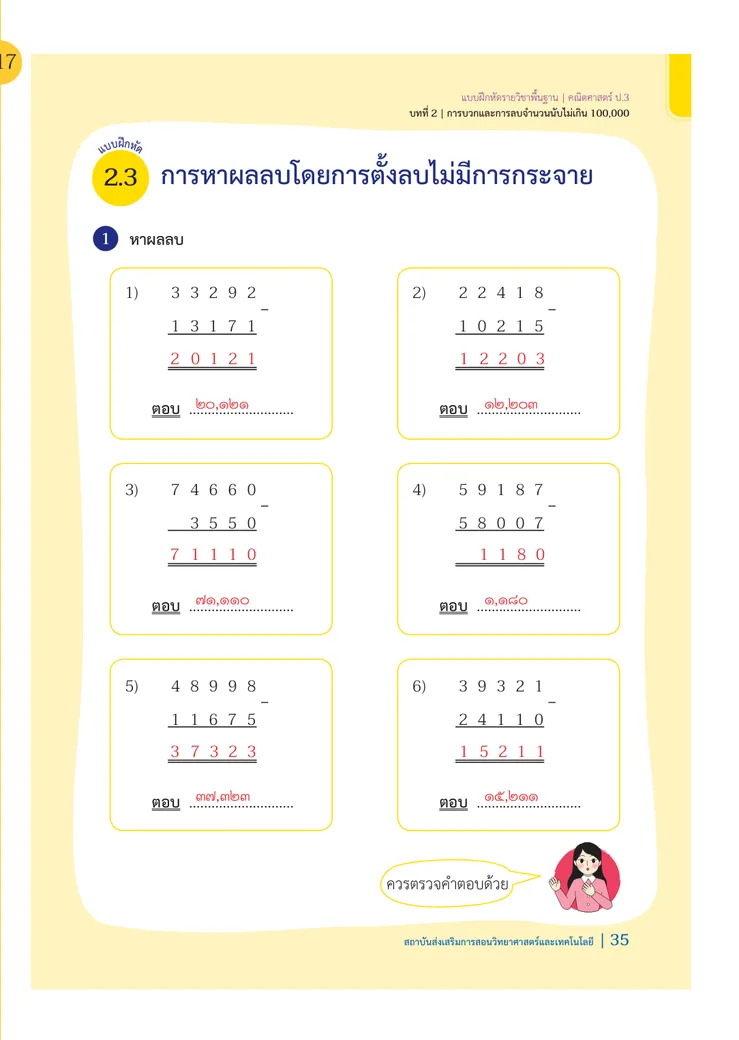 17
แบบฝึกหัดรายวิชาพื้นฐาน | คณิตศาสตร์ ป.3
บทที่ 2 | การบวกและการลบจำนวนนับไม่เกิน 100,000
แบบฝึกหัด
2.3 การหาผลลบโดยการตั้งลบไม่มีการกระจาย
1 หาผลลบ
1) 3 3 2 9 2
–
1 3 1 7 1
2 0 1 2 1
ตอบ ๒๐,๑๒๑
2) 2 2 4 1 8
–
1 0 2 1 5
1 2 2 0 3
ตอบ ๑๒,๒๐๓
3) 7 4 6 6 0
–
3 5 5 0
7 1 1 1 0
ตอบ ๗๑,๑๑๐
4) 5 9 1 8 7
–
5 8 0 0 7
1 1 8 0
ตอบ ๑,๑๘๐
5) 4 8 9 9 8
–
1 1 6 7 5
3 7 3 2 3
ตอบ ๓๗,๓๒๓
6) 3 9 3 2 1
–
2 4 1 1 0
1 5 2 1 1
ตอบ ๑๕,๒๑๑
ควรตรวจคำตอบด้วย
สถาบันส่งเสริมการสอนวิทยาศาสตร์และเทคโนโลยี | 35